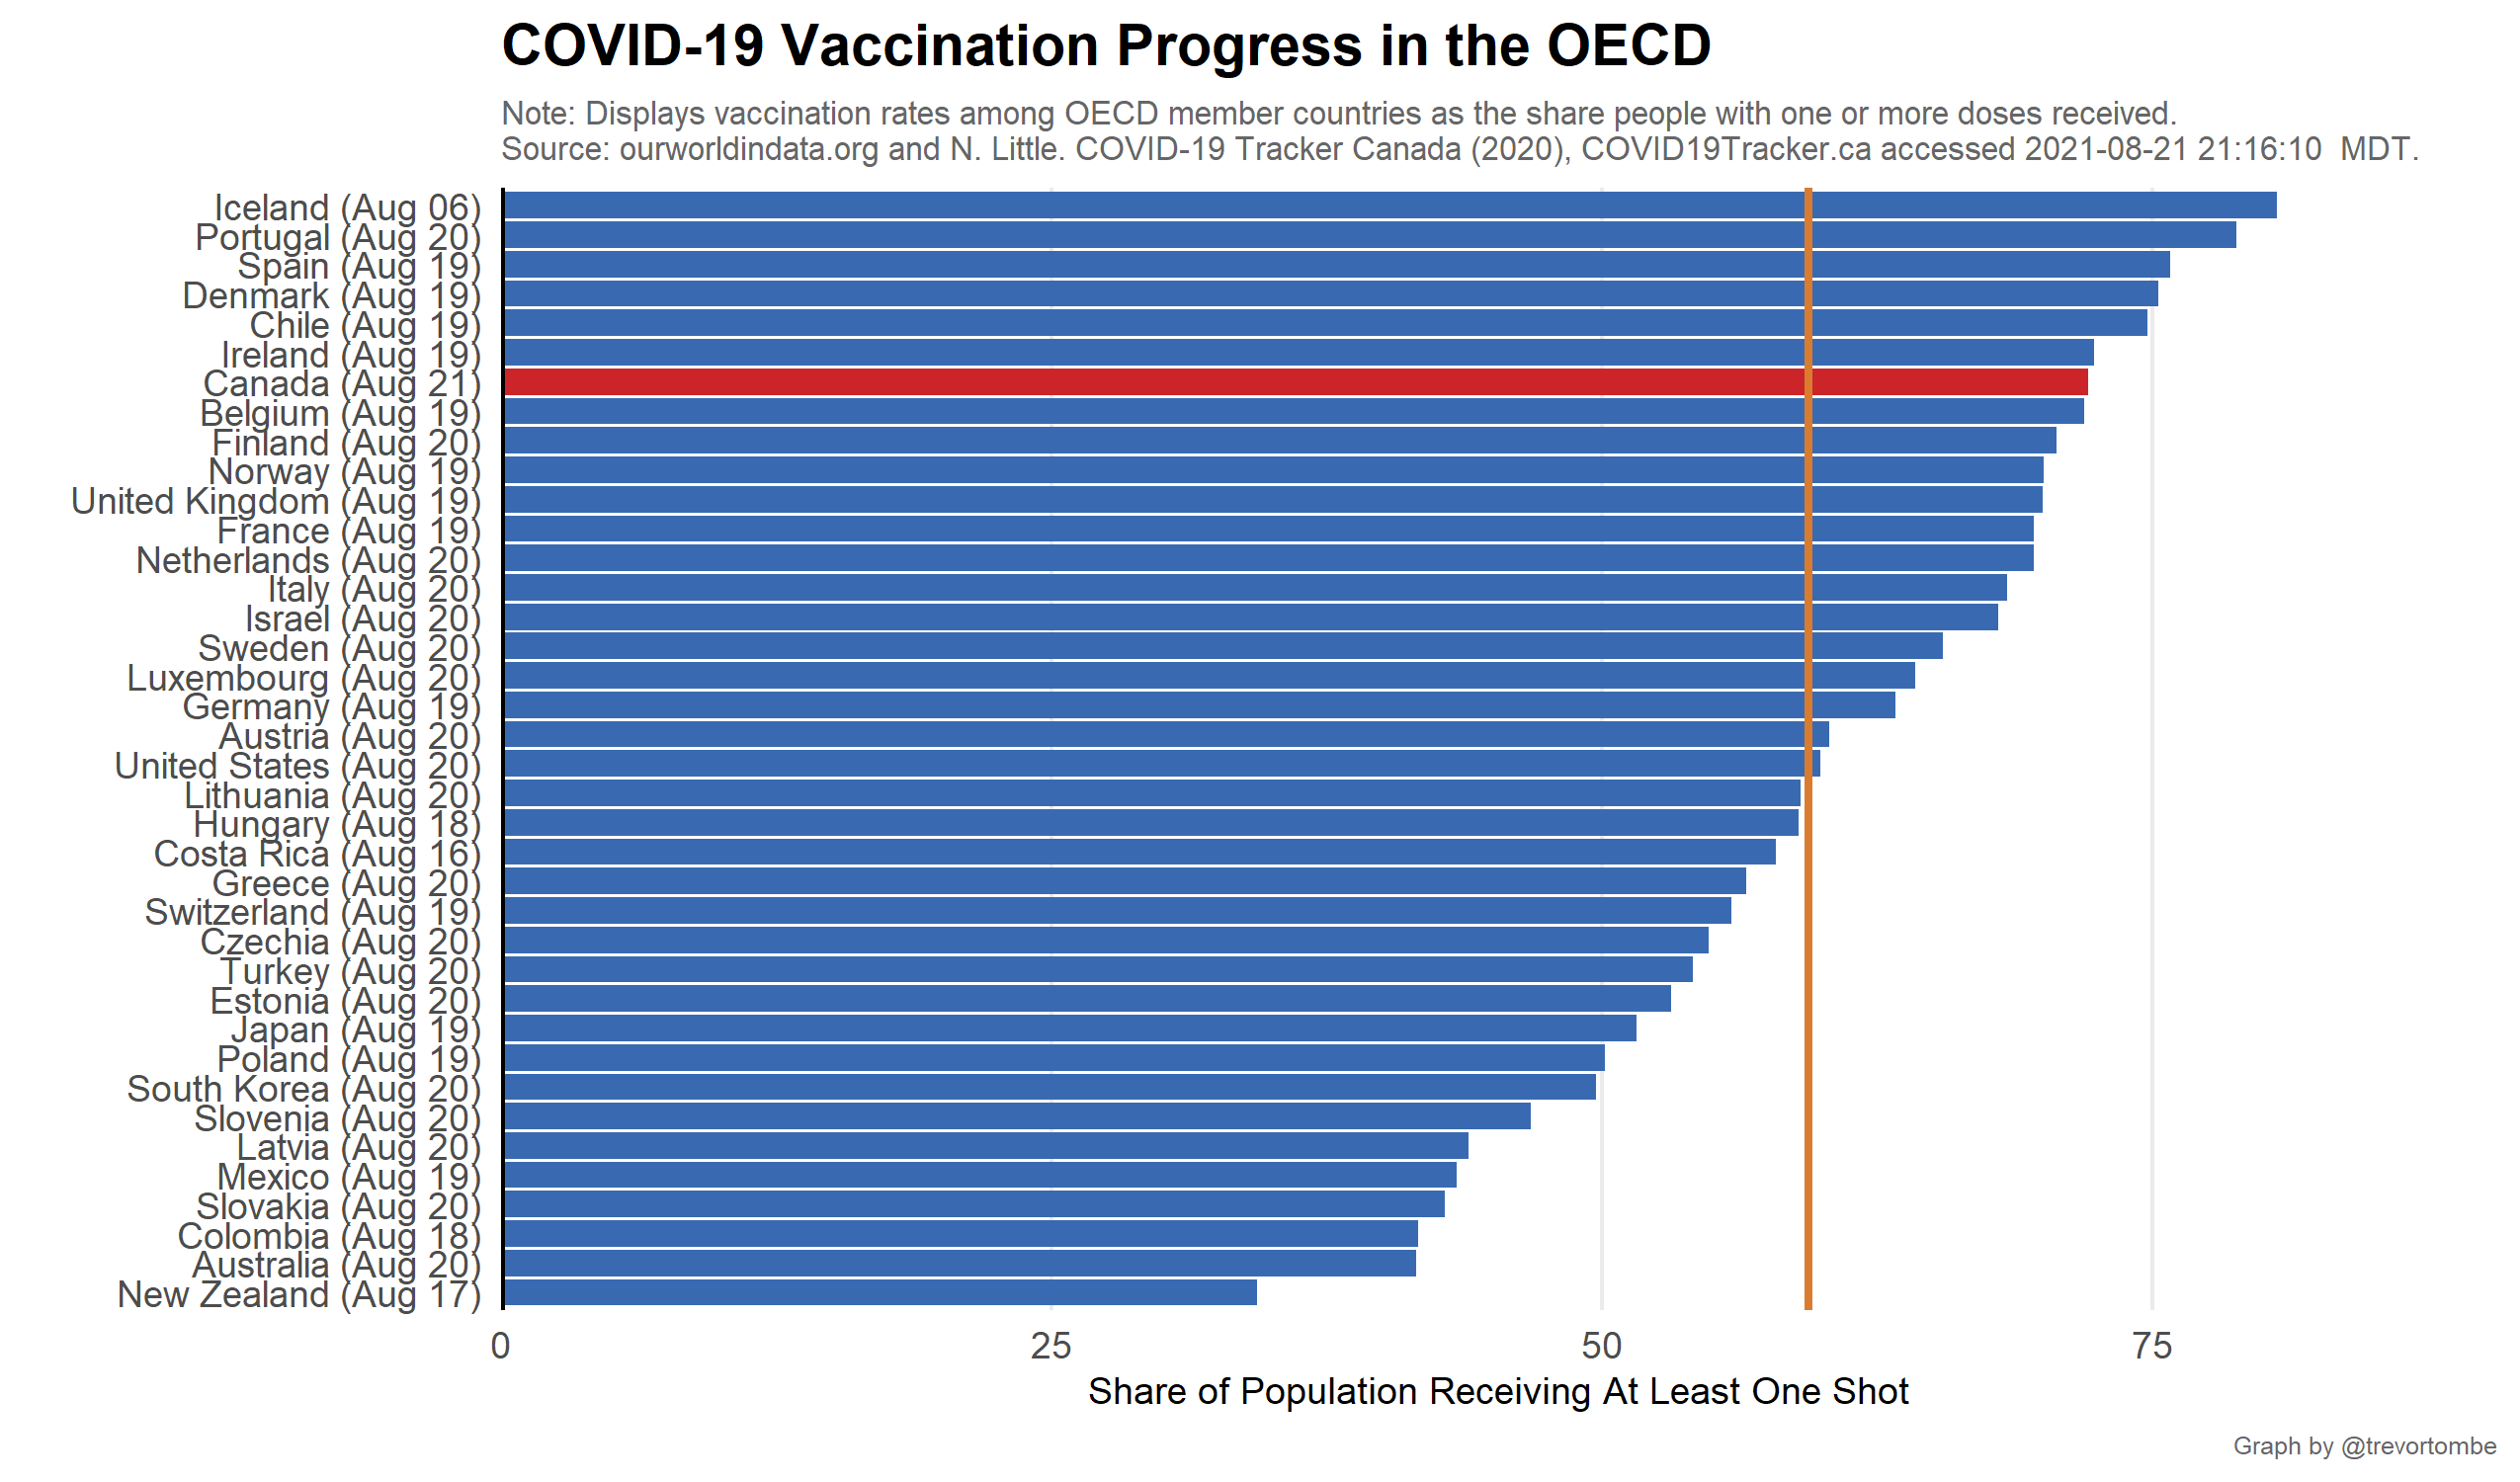 COVID-19 Vaccination Progress in the OECD
Note: Displays vaccination rates among OECD member countries as the share people with one or more doses received.
Source: ourworldindata.org and N. Little. COVID-19 Tracker Canada (2020), COVID19Tracker.ca accessed 2021-08-21 21:16:10  MDT.
Iceland (Aug 06)
Portugal (Aug 20)
Spain (Aug 19)
Denmark (Aug 19)
Chile (Aug 19)
Ireland (Aug 19)
Canada (Aug 21)
Belgium (Aug 19)
Finland (Aug 20)
Norway (Aug 19)
United Kingdom (Aug 19)
France (Aug 19)
Netherlands (Aug 20)
Italy (Aug 20)
Israel (Aug 20)
Sweden (Aug 20)
Luxembourg (Aug 20)
Germany (Aug 19)
Austria (Aug 20)
United States (Aug 20)
Lithuania (Aug 20)
Hungary (Aug 18)
Costa Rica (Aug 16)
Greece (Aug 20)
Switzerland (Aug 19)
Czechia (Aug 20)
Turkey (Aug 20)
Estonia (Aug 20)
Japan (Aug 19)
Poland (Aug 19)
South Korea (Aug 20)
Slovenia (Aug 20)
Latvia (Aug 20)
Mexico (Aug 19)
Slovakia (Aug 20)
Colombia (Aug 18)
Australia (Aug 20)
New Zealand (Aug 17)
0 25 50 75
Share of Population Receiving At Least One Shot
Graph by @trevortombe